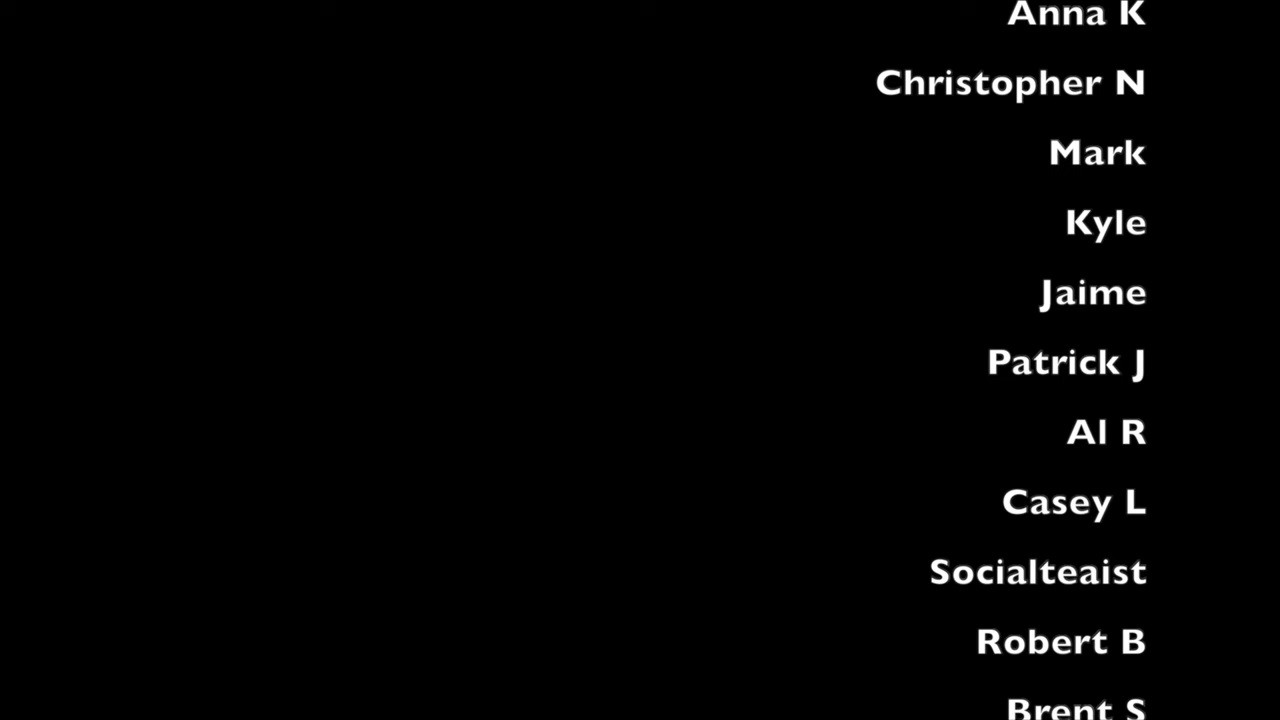 Anna K
Christopher N
Mark
Kyle
Jaime
Patrick J
Al R
Casey L
Socialteaist
Robert B
Brent S